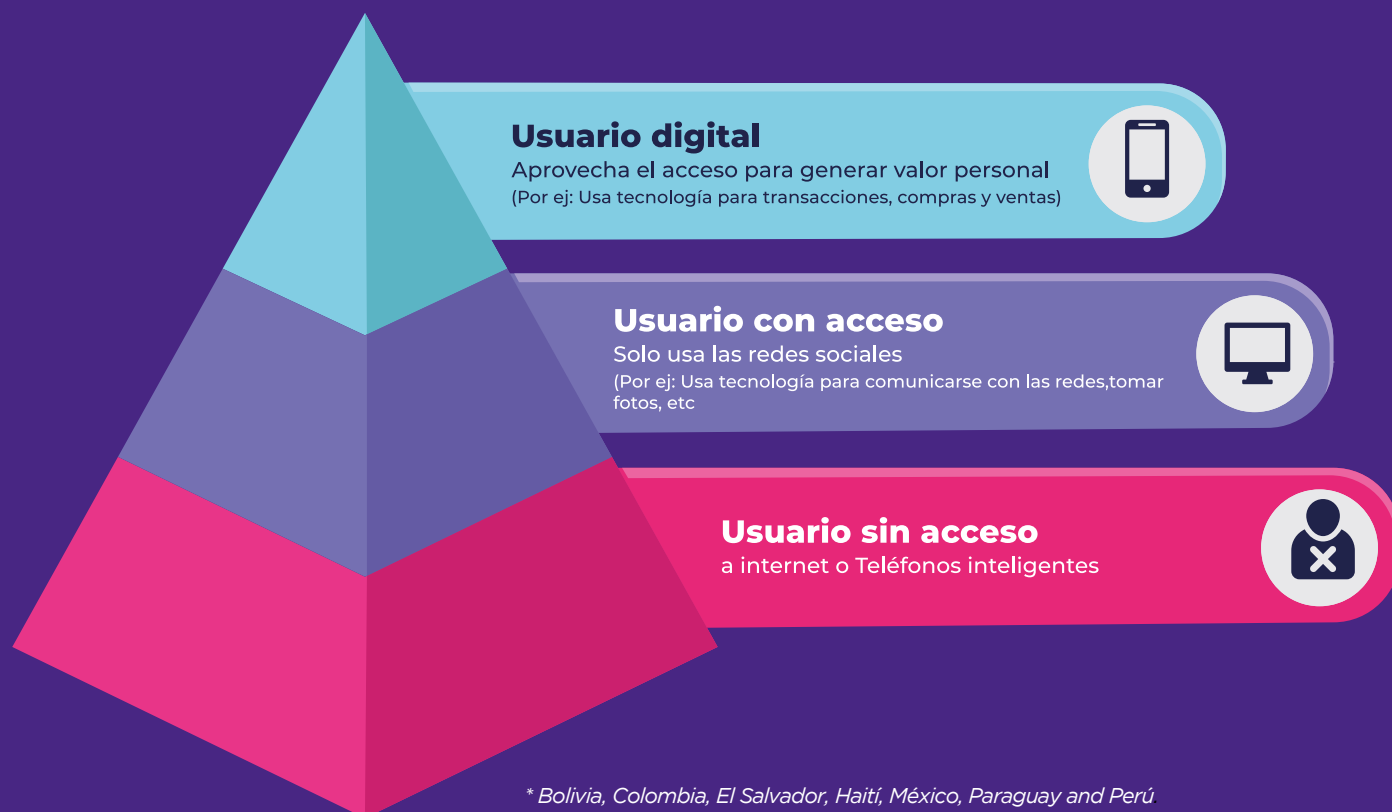 Usuario digital
Aprovecha el acceso para generar valor personal
(Por ej: Usa tecnología para transacciones, compras y ventas)
Usuario con acceso
Solo usa las redes sociales
(Por ej: Usa tecnología para comunicarse con las redes,tomar
fotos, etc
Usuario sin acceso
a internet o Teléfonos inteligentes
* Bolivia, Colombia, El Salvador, Haití, México, Paraguay and Perú.